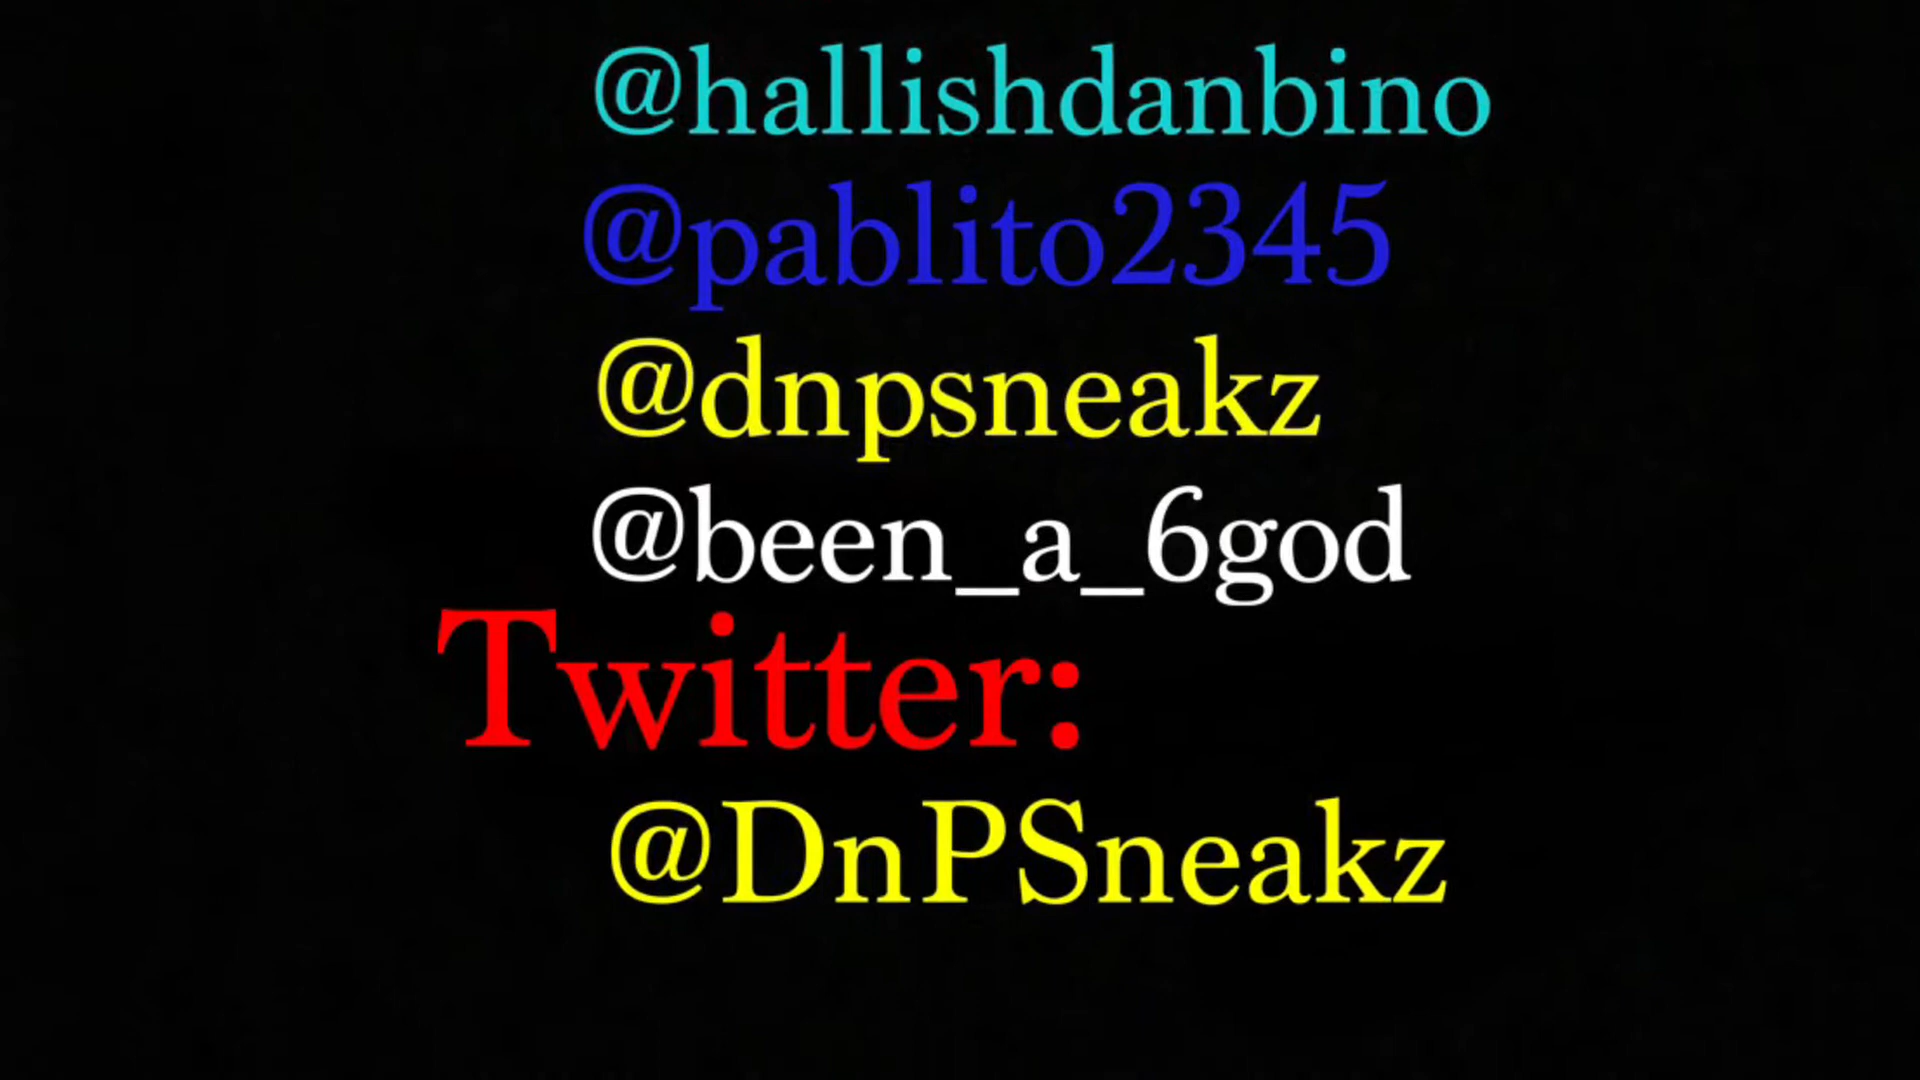 @hallishdanbino
@pablito2345
@dnpsneakz
@been_a_6god
Twitter:
@DnPSneakz